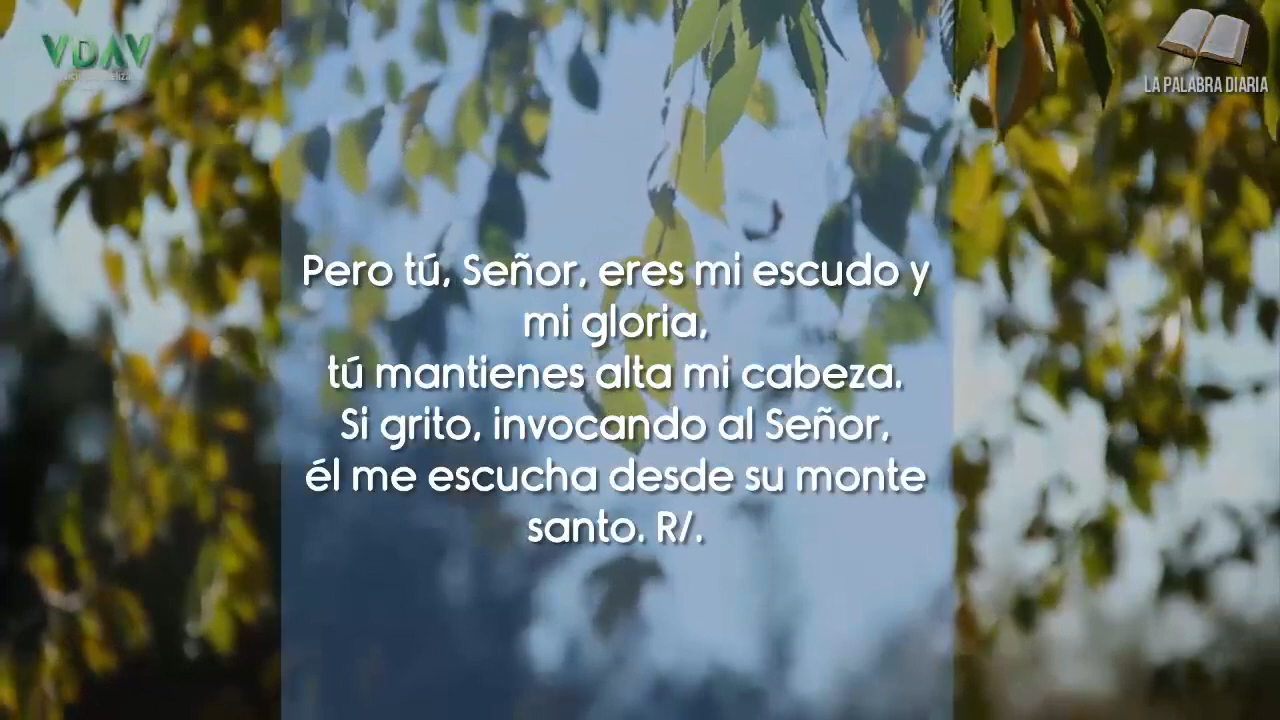 VDAV
LA PALABRA DIARIA
Pero tú, Señor, eres mi escudo y
mi gloria,
tú mantienes alta mi cabeza.
Si grito, invocando al Señor,
él me escucha desde su monte
santo. R/.